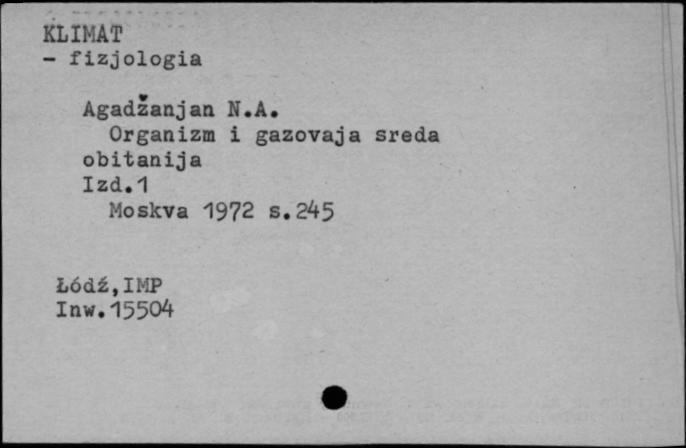 KLIMAT
- fizjologia
Agadžanjan N.A.
Organizm i gazovaja sreda
obitanija
Izd.1
Moskva 1972 s.245
Łódź,IMP
Inw.15504